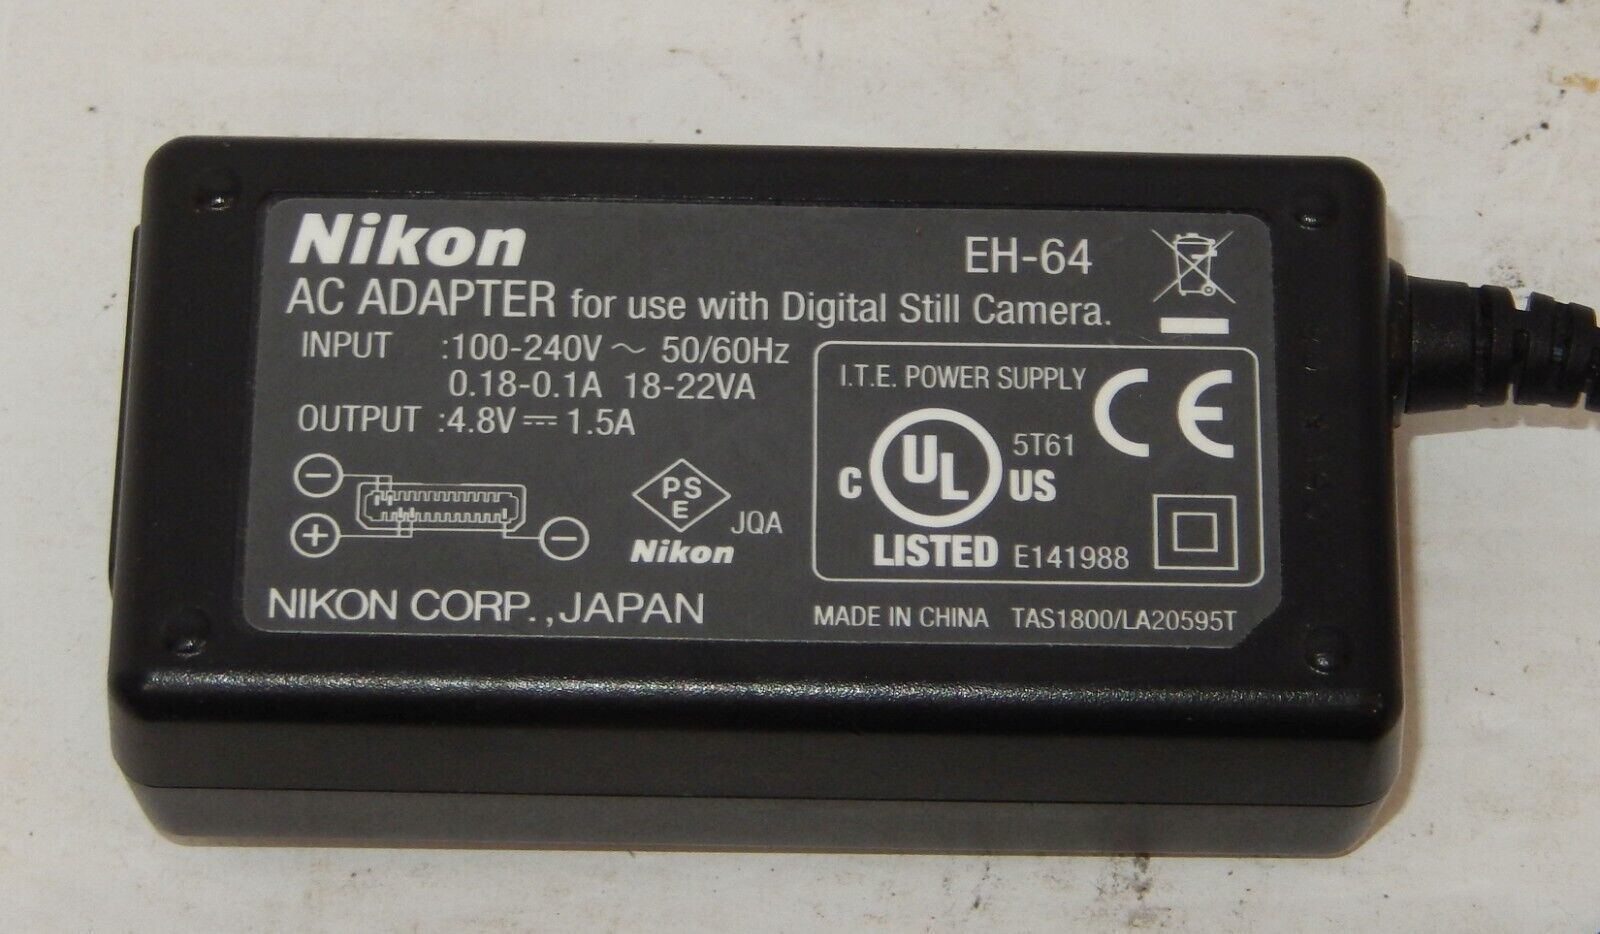 Nikon
EH-64
AC ADAPTER for use with Digital Still Camera.
INPUT :100-240V ~ 50/60Hz
0.18-0.1A 18-22VA
OUTPUT :4.8V ⎓ 1.5A
PS
E
JQA
Nikon
I.T.E. POWER SUPPLY
CE
C UL US
5T61
LISTED E141988
NIKON CORP.,JAPAN
MADE IN CHINA TAS1800/LA20595T